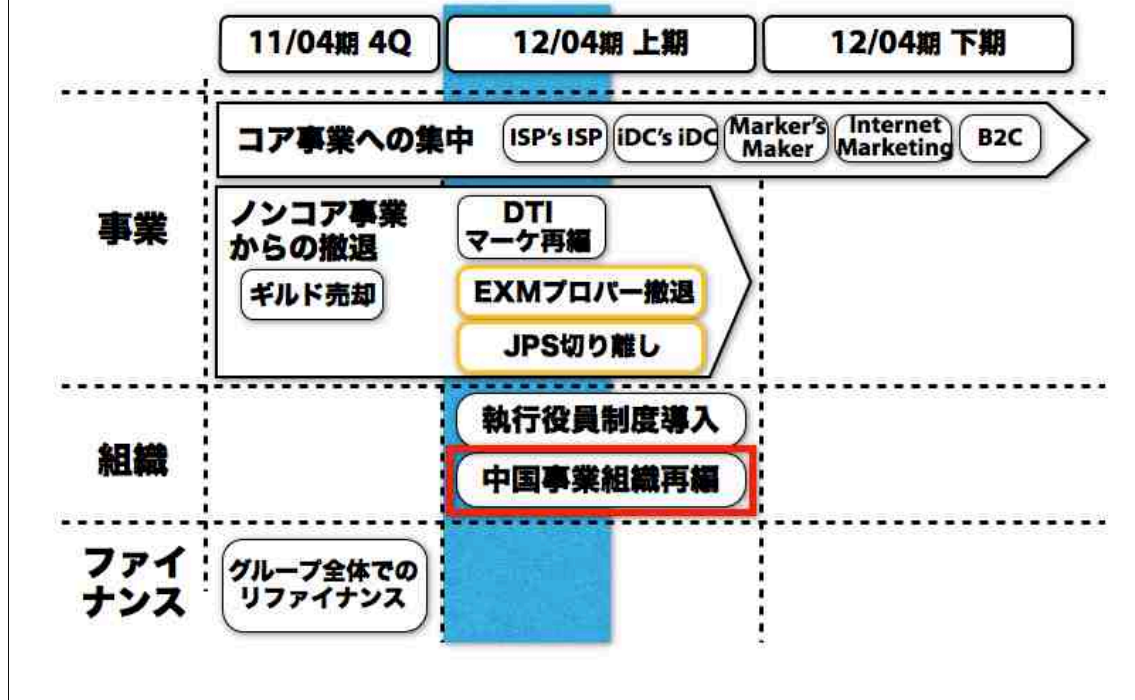 11/04期 4Q
12/04期 上期
12/04期 下期
事業
コア事業への集中
ISP's ISP
iDC's iDC
Marker's
Maker
Internet
Marketing
B2C
ノンコア事業
からの撤退
ギルド売却
DTI
マーケ再編
EXMプロパー撤退
JPS切り離し
組織
執行役員制度導入
中国事業組織再編
ファイ
ナンス
グループ全体での
リファイナンス